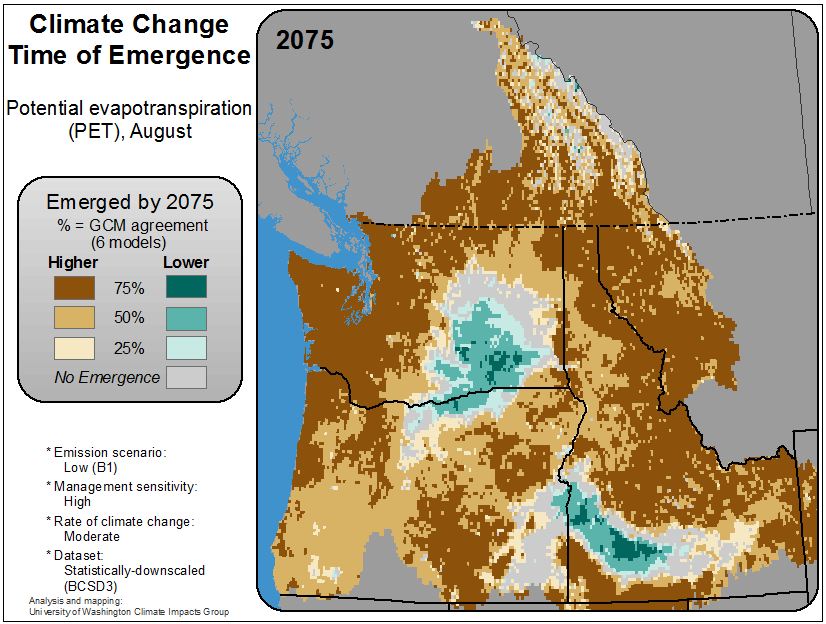 Climate Change
Time of Emergence
Potential evapotranspiration
(PET), August
Emerged by 2075
% = GCM agreement
(6 models)
Higher Lower
75%
50%
25%
No Emergence
* Emission scenario:
Low (B1)
* Management sensitivity:
High
* Rate of climate change:
Moderate
* Dataset:
Statistically-downscaled
(BCSD3)
Analysis and mapping:
University of Washington Climate Impacts Group
2075